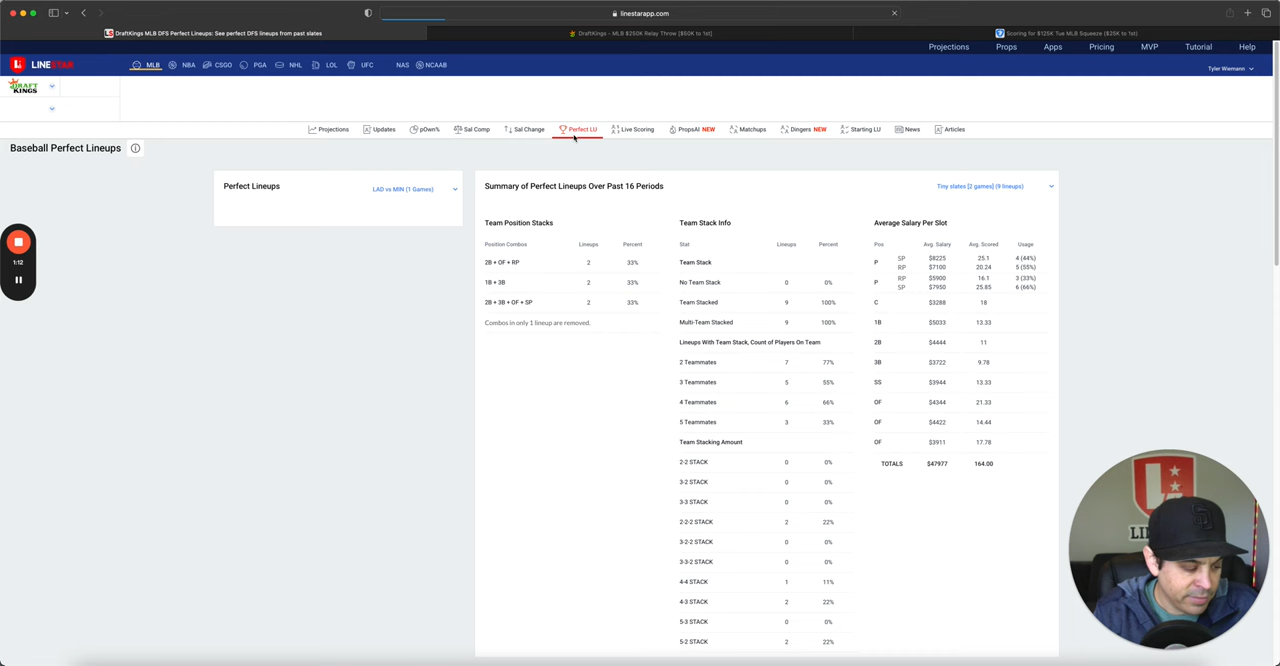 linestarapp.com
DraftKings MLB DFS Perfect Lineups: See perfect DFS lineups from past slates
DraftKings - MLB $250K Relay Throw [$50K to 1st]
Scoring for $125K Tue MLB Squeeze ($25K to 1st)
Projections Props Apps Pricing MVP Tutorial Help
LINESTAR MLB NBA CSGO PGA NHL LOL UFC NAS NCAAB
Tyler Wiemann
DRAFT KINGS
Projections Updates pOwn% Sal Comp Sal Change Perfect LU Live Scoring PropsAI NEW Matchups Dingers NEW Starting LU News Articles
Baseball Perfect Lineups
Perfect Lineups LAD vs MIN (1 Games)
Summary of Perfect Lineups Over Past 16 Periods Tiny slates [2 games] (9 lineups)
Team Position Stacks
Position Combos Lineups Percent
2B + OF + RP 2 33%
1B + 3B 2 33%
2B + 3B + OF + SP 2 33%
Combos in only 1 lineup are removed.
Team Stack Info
Stat Lineups Percent
Team Stack
No Team Stack 0 0%
Team Stacked 9 100%
Multi-Team Stacked 9 100%
Lineups With Team Stack, Count of Players On Team
2 Teammates 7 77%
3 Teammates 5 55%
4 Teammates 6 66%
5 Teammates 3 33%
Team Stacking Amount
2-2 STACK 0 0%
3-2 STACK 0 0%
3-3 STACK 0 0%
2-2-2 STACK 2 22%
3-2-2 STACK 0 0%
3-3-2 STACK 0 0%
4-4 STACK 1 11%
4-3 STACK 2 22%
5-3 STACK 0 0%
5-2 STACK 2 22%
Average Salary Per Slot
Pos Avg. Salary Avg. Scored Usage
P SP $8225 25.1 4 (44%)
RP $7100 20.24 5 (55%)
P RP $5900 16.1 3 (33%)
SP $7950 25.85 6 (66%)
C $3288 18
1B $5033 13.33
2B $4444 11
3B $3722 9.78
SS $3944 13.33
OF $4344 21.33
OF $4422 14.44
OF $3911 17.78
TOTALS $47977 164.00
1:12